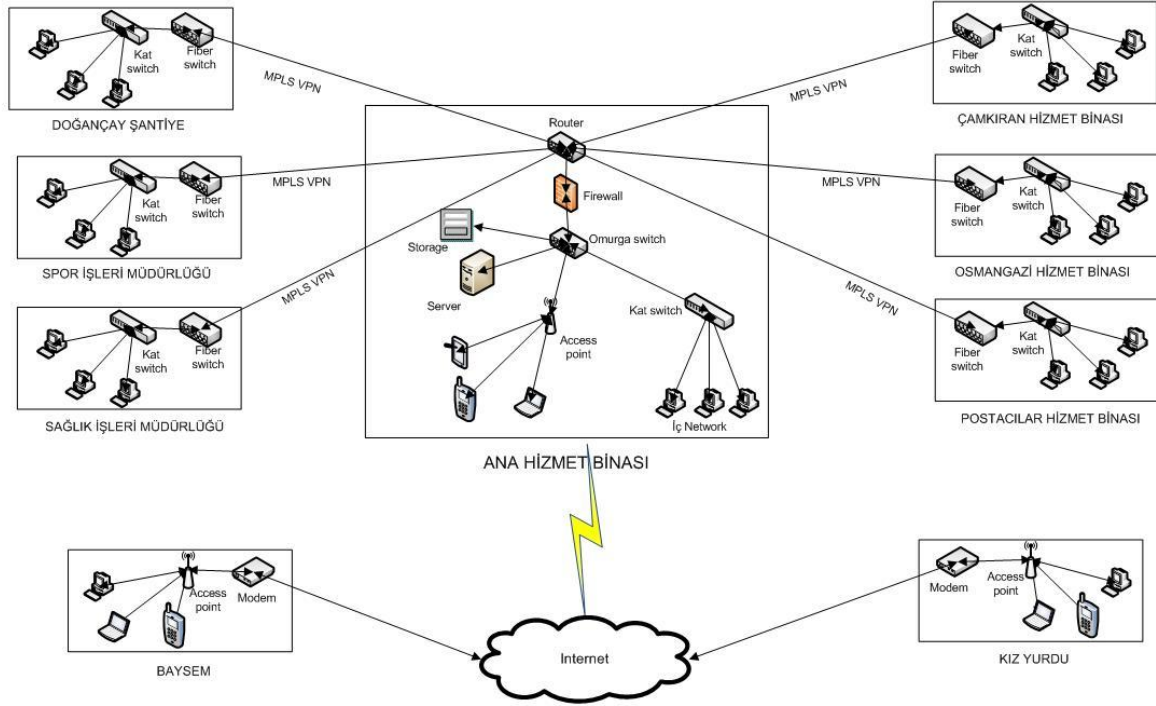 Kat
switch
Fiber
switch
MPLS VPN
DOĞANÇAY ŞANTİYE
Kat
switch
Fiber
switch
MPLS VPN
SPOR İŞLERİ MÜDÜRLÜĞÜ
Kat
switch
Fiber
switch
MPLS VPN
SAĞLIK İŞLERİ MÜDÜRLÜĞÜ
Router
Firewall
Omurga switch
Storage
Server
Access
point
Kat switch
İç Network
ANA HİZMET BİNASI
MPLS VPN
Fiber
switch
Kat
switch
ÇAMKIRAN HİZMET BİNASI
MPLS VPN
Fiber
switch
Kat
switch
OSMANGAZİ HİZMET BİNASI
MPLS VPN
Fiber
switch
Kat
switch
POSTACILAR HİZMET BİNASI
Access
point
Modem
BAYSEM
Internet
Modem
Access
point
KIZ YURDU